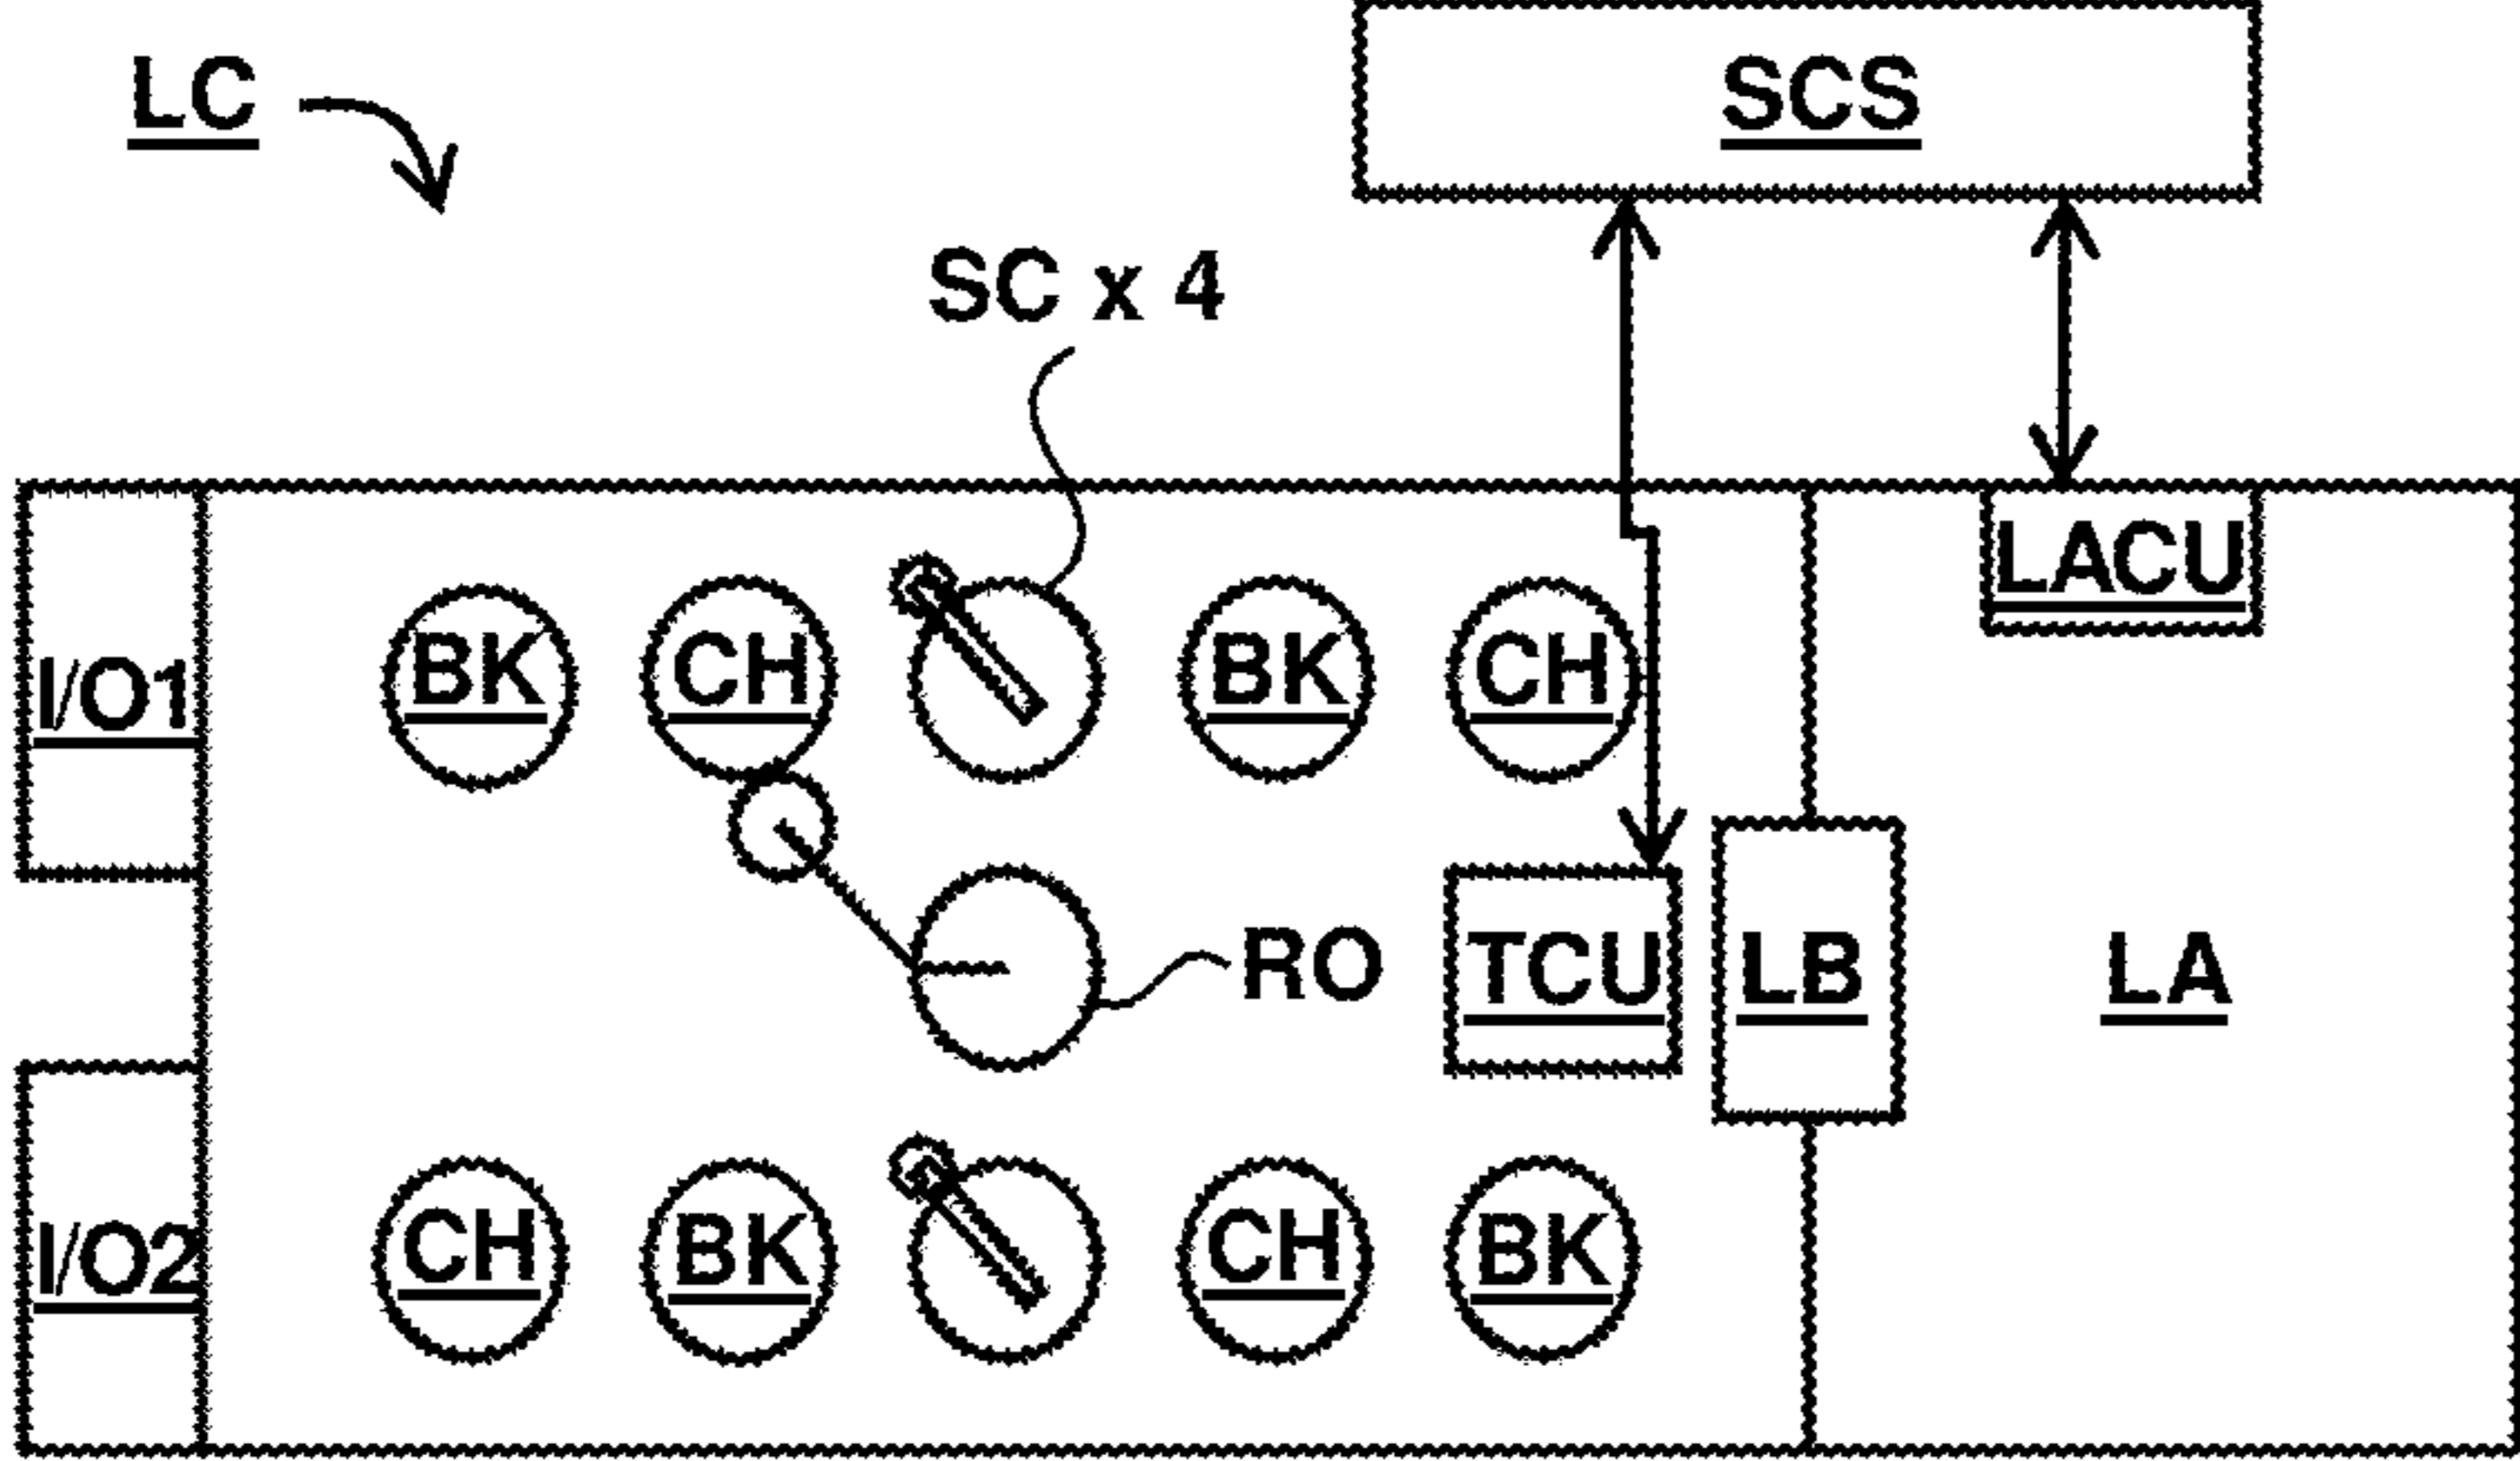 LC
SCS
SC x 4
LACU
I/O1
BK
CH
BK
CH
RO
TCU
LB
LA
I/O2
CH
BK
CH
BK